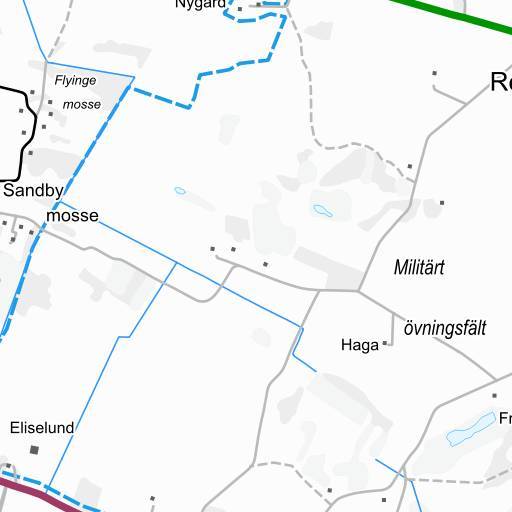 Nygård
Flyinge
mosse
Sandby
mosse
Militärt
övningsfält
Haga
Eliselund